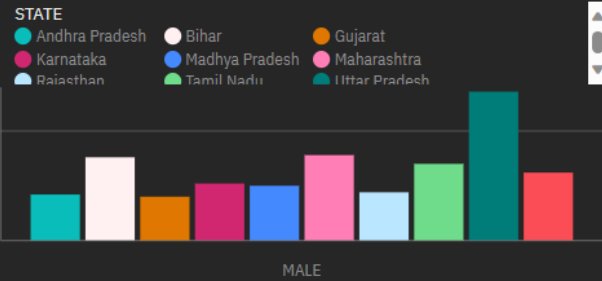 STATE
Andhra Pradesh Bihar Gujarat
Karnataka Madhya Pradesh Maharashtra
Rajasthan Tamil Nadu Uttar Pradesh
MALE